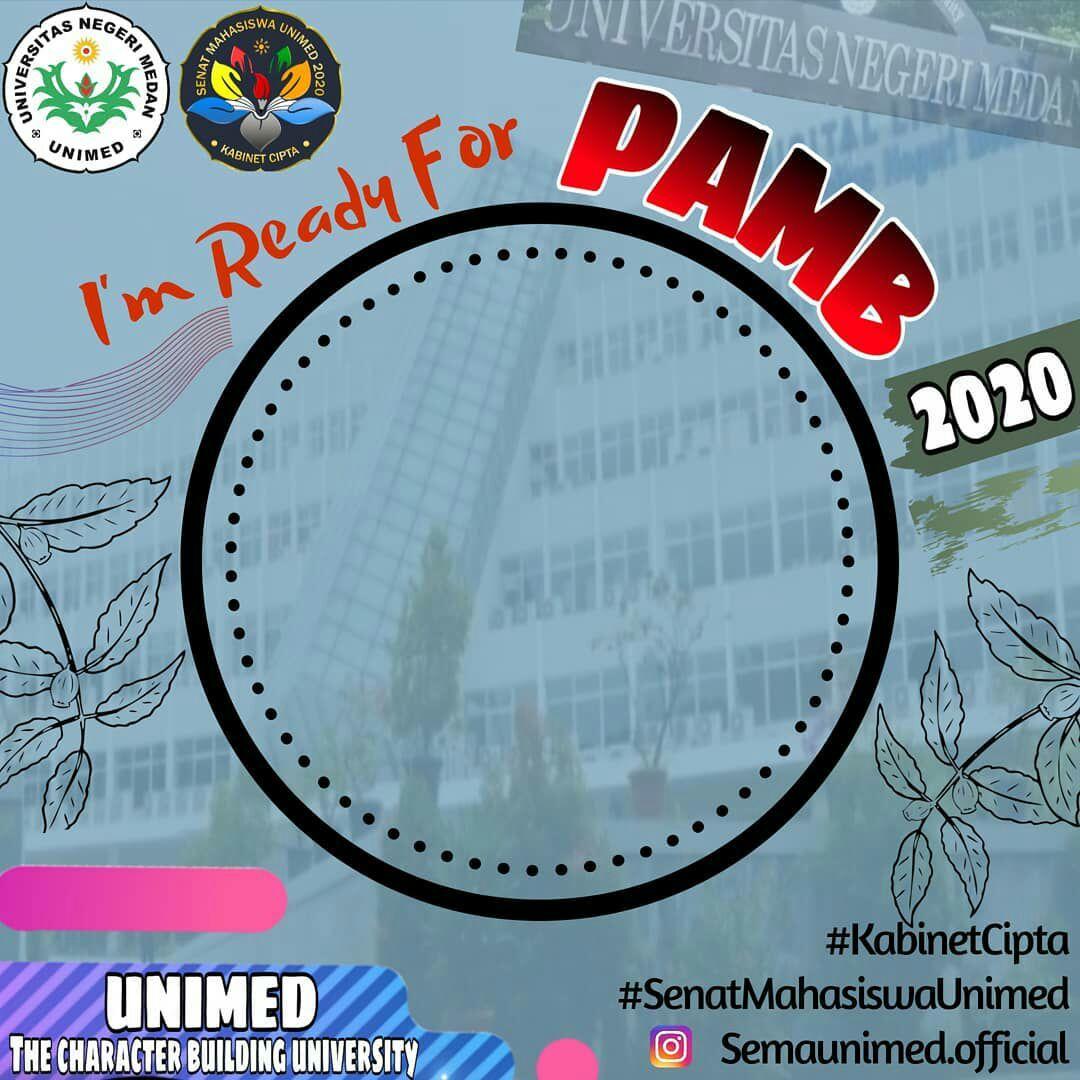 UNIVERSITAS NEGERI MEDAN
UNIMED
SENAT MAHASISWA UNIMED 2020
KABINET CIPTA
UNIVERSITAS NEGERI MEDAN
I'm Ready For
PAMB
2020
#KabinetCipta
#SenatMahasiswaUnimed
Semaunimed.official
UNIMED
THE CHARACTER BUILDING UNIVERSITY